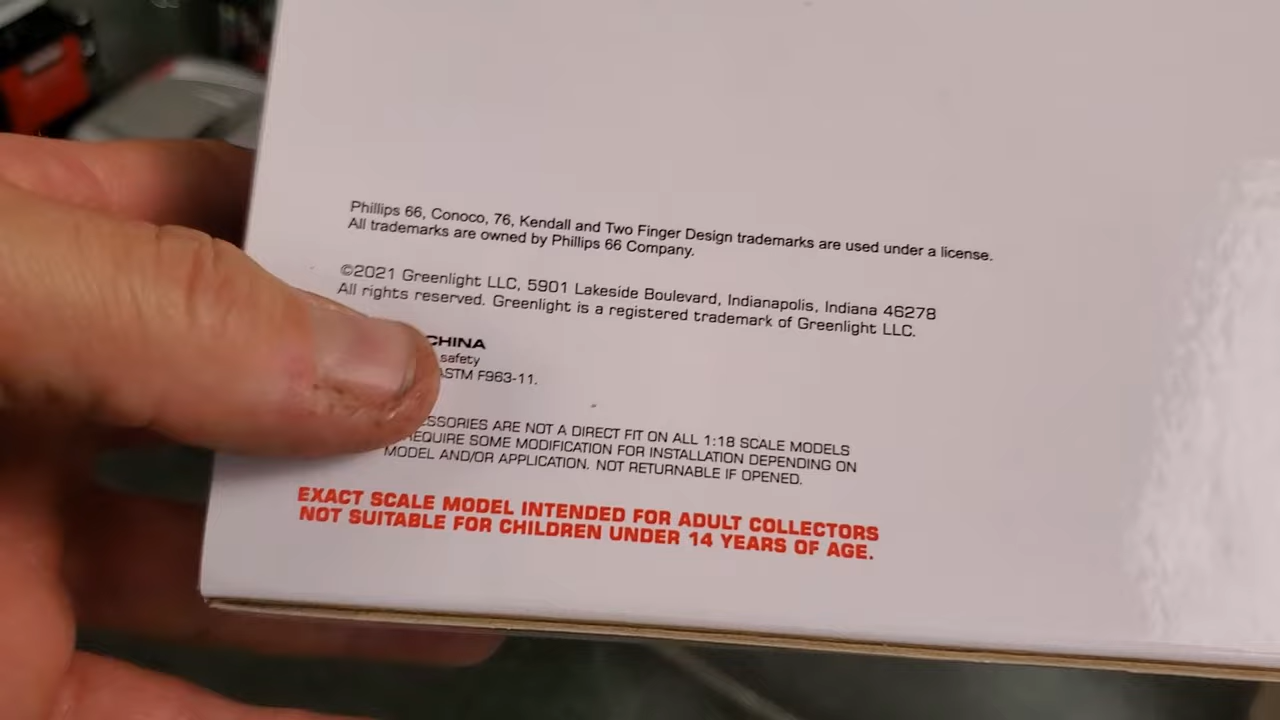 Phillips 66, Conoco, 76, Kendall and Two Finger Design trademarks are used under a license.
All trademarks are owned by Phillips 66 Company.
©2021 Greenlight LLC, 5901 Lakeside Boulevard, Indianapolis, Indiana 46278
All rights reserved. Greenlight is a registered trademark of Greenlight LLC.
CHINA
safety
ASTM F963-11.
ARE NOT A DIRECT FIT ON ALL 1:18 SCALE MODELS
REQUIRE SOME MODIFICATION FOR INSTALLATION DEPENDING ON
MODEL AND/OR APPLICATION. NOT RETURNABLE IF OPENED.
EXACT SCALE MODEL INTENDED FOR ADULT COLLECTORS
NOT SUITABLE FOR CHILDREN UNDER 14 YEARS OF AGE.